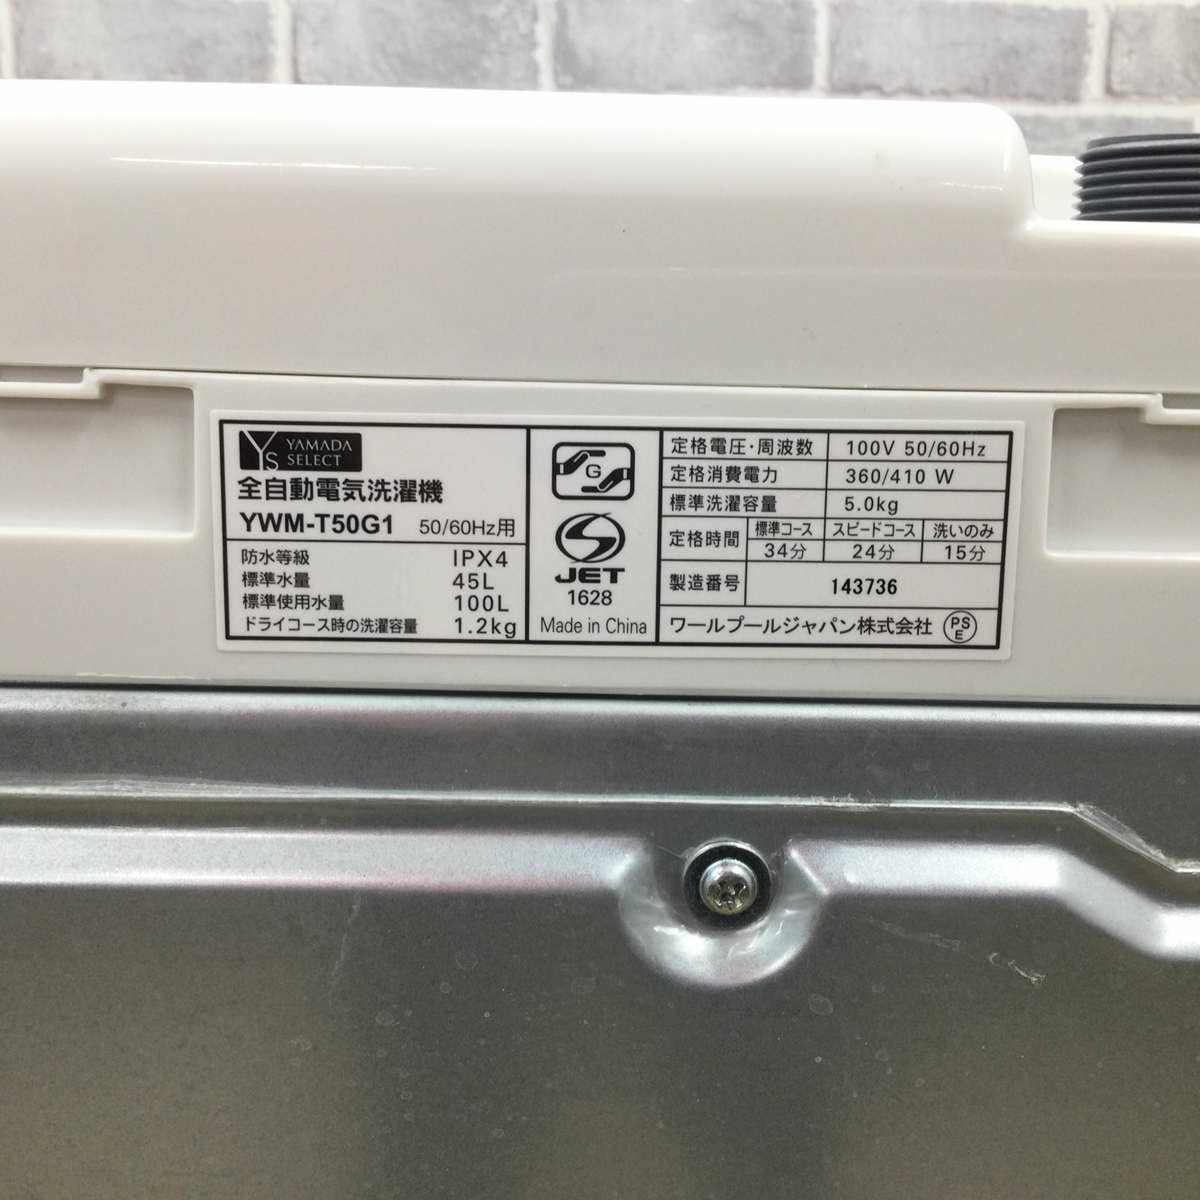 YS YAMADA
SELECT
全自動電気洗濯機
YWM-T50G1 50/60Hz用
防水等級 IPX4
標準水量 45L
標準使用水量 100L
ドライコース時の洗濯容量 1.2kg
G
S
JET
1628
Made in China
定格電圧・周波数 100V 50/60Hz
定格消費電力 360/410 W
標準洗濯容量 5.0kg
定格時間 標準コース スピードコース 洗いのみ
34分 24分 15分
製造番号 143736
ワールプールジャパン株式会社 PS
E